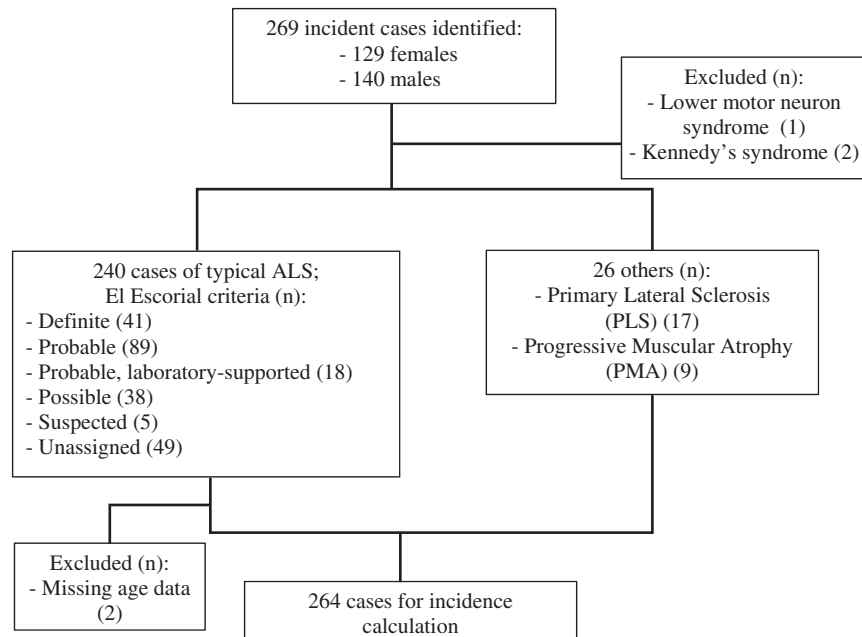 269 incident cases identified:
- 129 females
- 140 males
Excluded (n):
- Lower motor neuron
syndrome (1)
- Kennedy's syndrome (2)
240 cases of typical ALS;
El Escorial criteria (n):
- Definite (41)
- Probable (89)
- Probable, laboratory-supported (18)
- Possible (38)
- Suspected (5)
- Unassigned (49)
26 others (n):
- Primary Lateral Sclerosis
(PLS) (17)
- Progressive Muscular Atrophy
(PMA) (9)
Excluded (n):
- Missing age data
(2)
264 cases for incidence
calculation